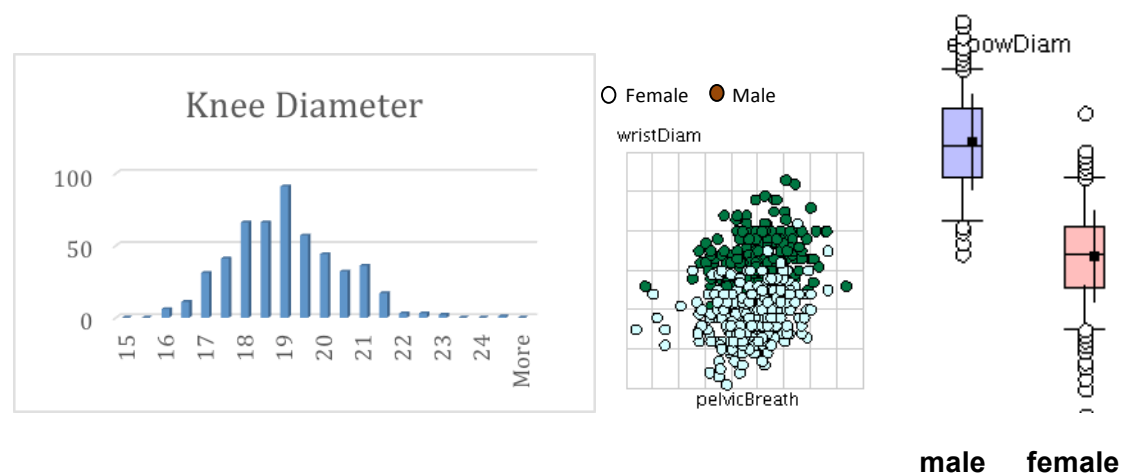 Knee Diameter
100
50
0
15
16
17
18
19
20
21
22
23
24
More
Female Male
wristDiam
pelvicBreath
elbowDiam
male female